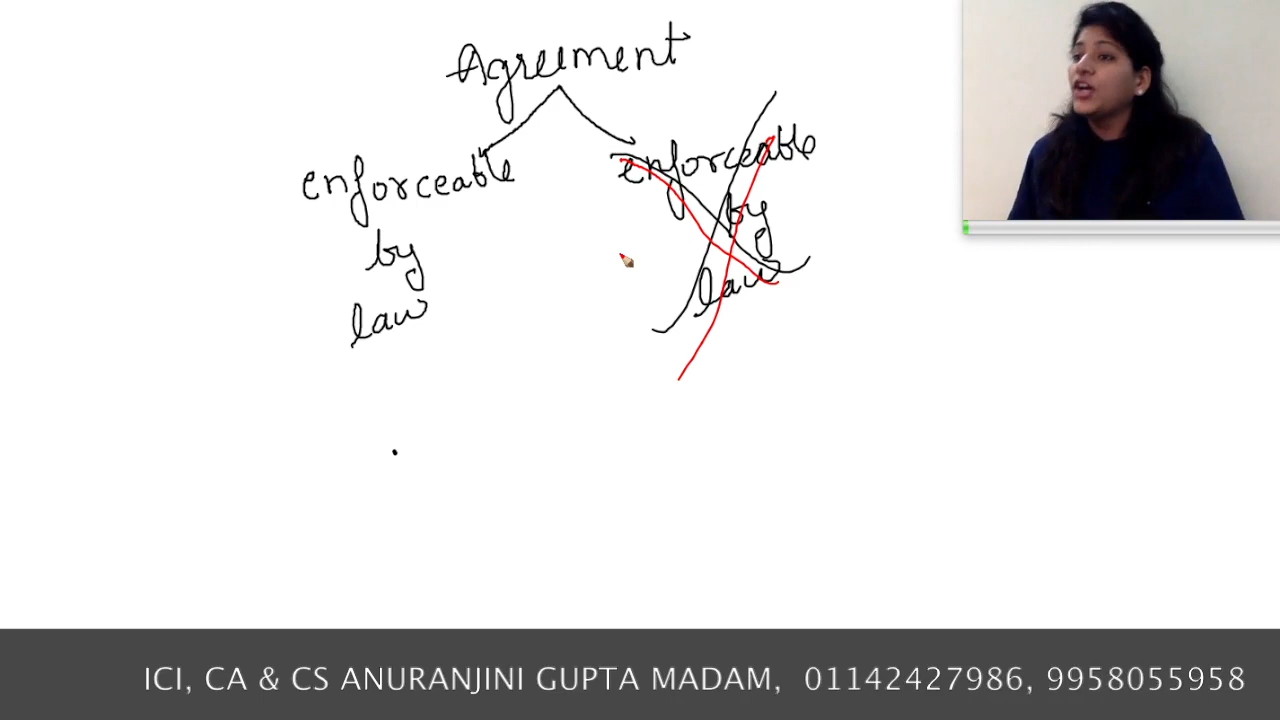 Agreement
enforceable
by
law
enforceable
by
law
ICI, CA & CS ANURANJINI GUPTA MADAM, 01142427986, 9958055958